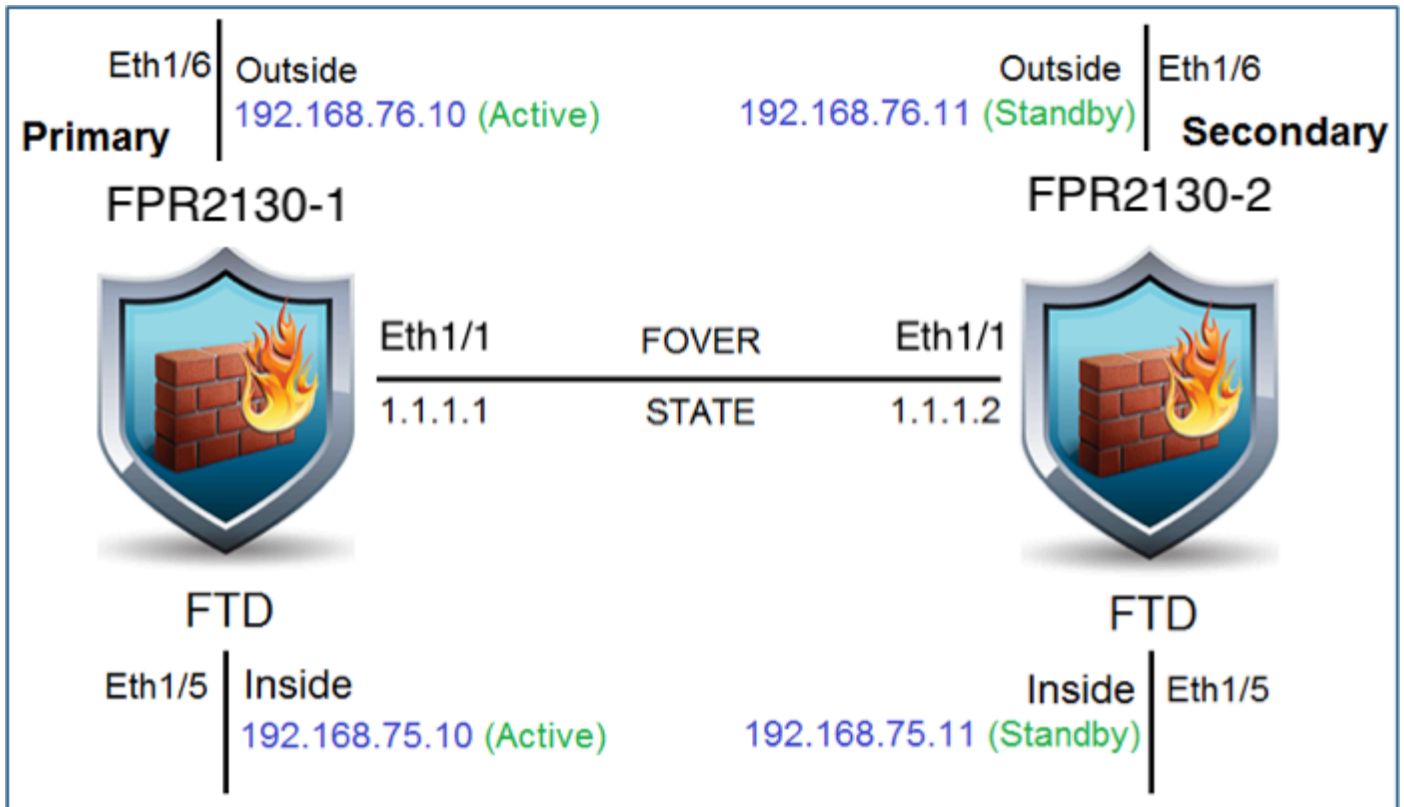 Eth1/6 Outside
192.168.76.10 (Active)
Primary
FPR2130-1
Outside Eth1/6
192.168.76.11 (Standby)
Secondary
FPR2130-2
Eth1/1 FOVER Eth1/1
1.1.1.1 STATE 1.1.1.2
FTD
Eth1/5 Inside
192.168.75.10 (Active)
FTD
Inside Eth1/5
192.168.75.11 (Standby)